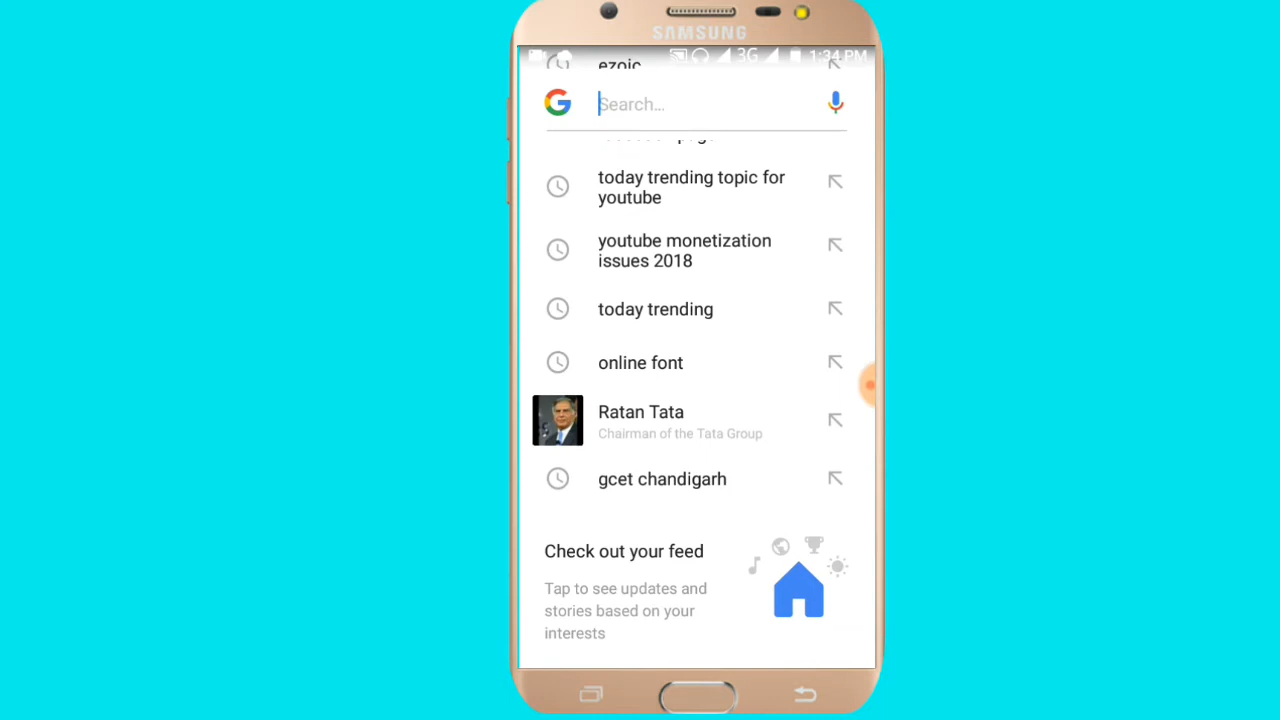 SAMSUNG
3G 1:34 PM
ezoic
Search...
today trending topic for
youtube
youtube monetization
issues 2018
today trending
online font
Ratan Tata
Chairman of the Tata Group
gcet chandigarh
Check out your feed
Tap to see updates and
stories based on your
interests